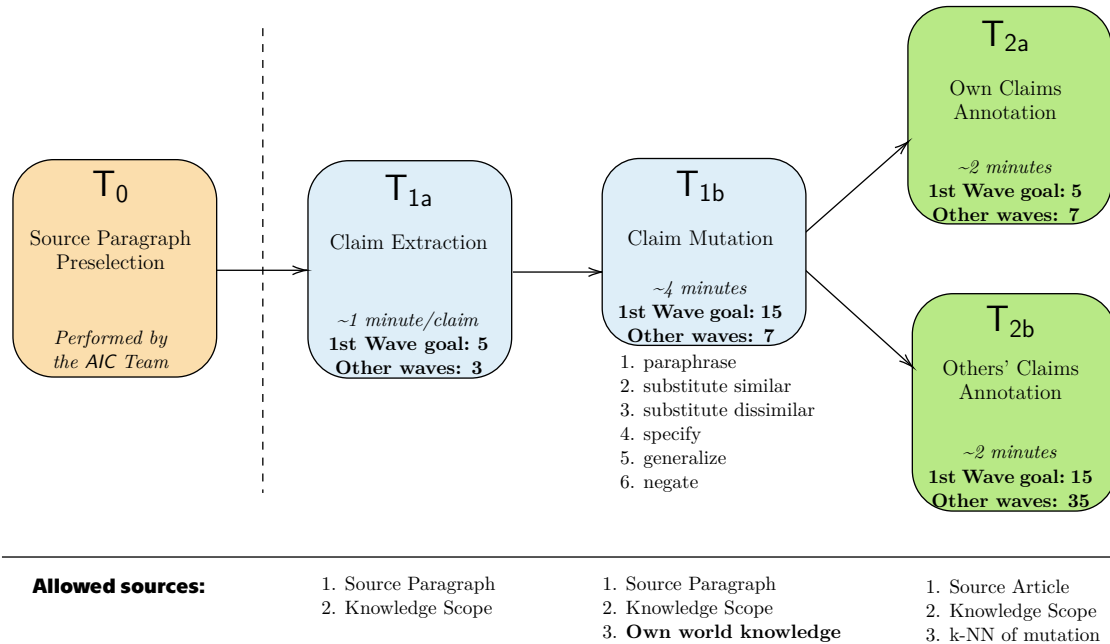 T0
Source Paragraph
Preselection
Performed by
the AIC Team
T1a
Claim Extraction
~1 minute/claim
1st Wave goal: 5
Other waves: 3
T1b
Claim Mutation
~4 minutes
1st Wave goal: 15
Other waves: 7
1. paraphrase
2. substitute similar
3. substitute dissimilar
4. specify
5. generalize
6. negate
T2a
Own Claims
Annotation
~2 minutes
1st Wave goal: 5
Other waves: 7
T2b
Others' Claims
Annotation
~2 minutes
1st Wave goal: 15
Other waves: 35
Allowed sources:
1. Source Paragraph
2. Knowledge Scope
1. Source Paragraph
2. Knowledge Scope
3. Own world knowledge
1. Source Article
2. Knowledge Scope
3. k-NN of mutation